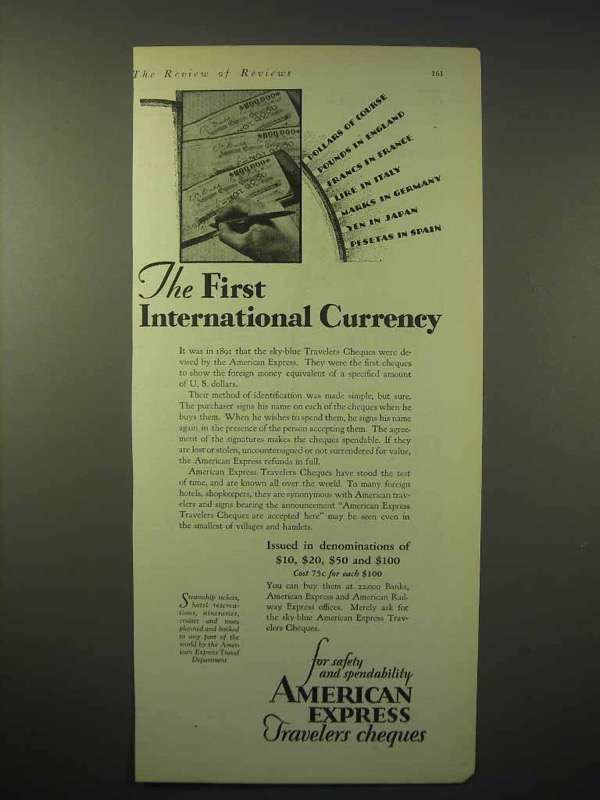 The Review of Reviews 161
$100,000*
$100,000*
$100,000*
DOLLARS OF COURSE
POUNDS IN ENGLAND
FRANCS IN FRANCE
LIRE IN ITALY
MARKS IN GERMANY
YEN IN JAPAN
PESETAS IN SPAIN
The First
International Currency
It was in 1891 that the sky-blue Travelers Cheques were de-
vised by the American Express. They were the first cheques
to show the foreign money equivalent of a specified amount
of U. S. dollars.
Their method of identification was made simple, but sure.
The purchaser signs his name on each of the cheques when he
buys them. When he wishes to spend them, he signs his name
again in the presence of the person accepting them. The agree-
ment of the signatures makes the cheques spendable. If they
are lost or stolen, uncountersigned or not surrendered for value,
the American Express refunds in full.
American Express Travelers Cheques have stood the test
of time, and are known all over the world. To many foreign
hotels, shopkeepers, they are synonymous with American trav-
elers and signs bearing the announcement "American Express
Travelers Cheques are accepted here" may be seen even in
the smallest of villages and hamlets.
Issued in denominations of
$10, $20, $50 and $100
Cost 75c for each $100
You can buy them at 22,000 Banks,
American Express and American Rail-
way Express offices. Merely ask for
the sky-blue American Express Trav-
elers Cheques.
Steamship tickets,
hotel reserva-
tions, itineraries,
cruises and tours
planned and booked
to any part of the
world by the Ameri-
can Express Travel
Department
for safety
and spendability
AMERICAN
EXPRESS
Travelers cheques